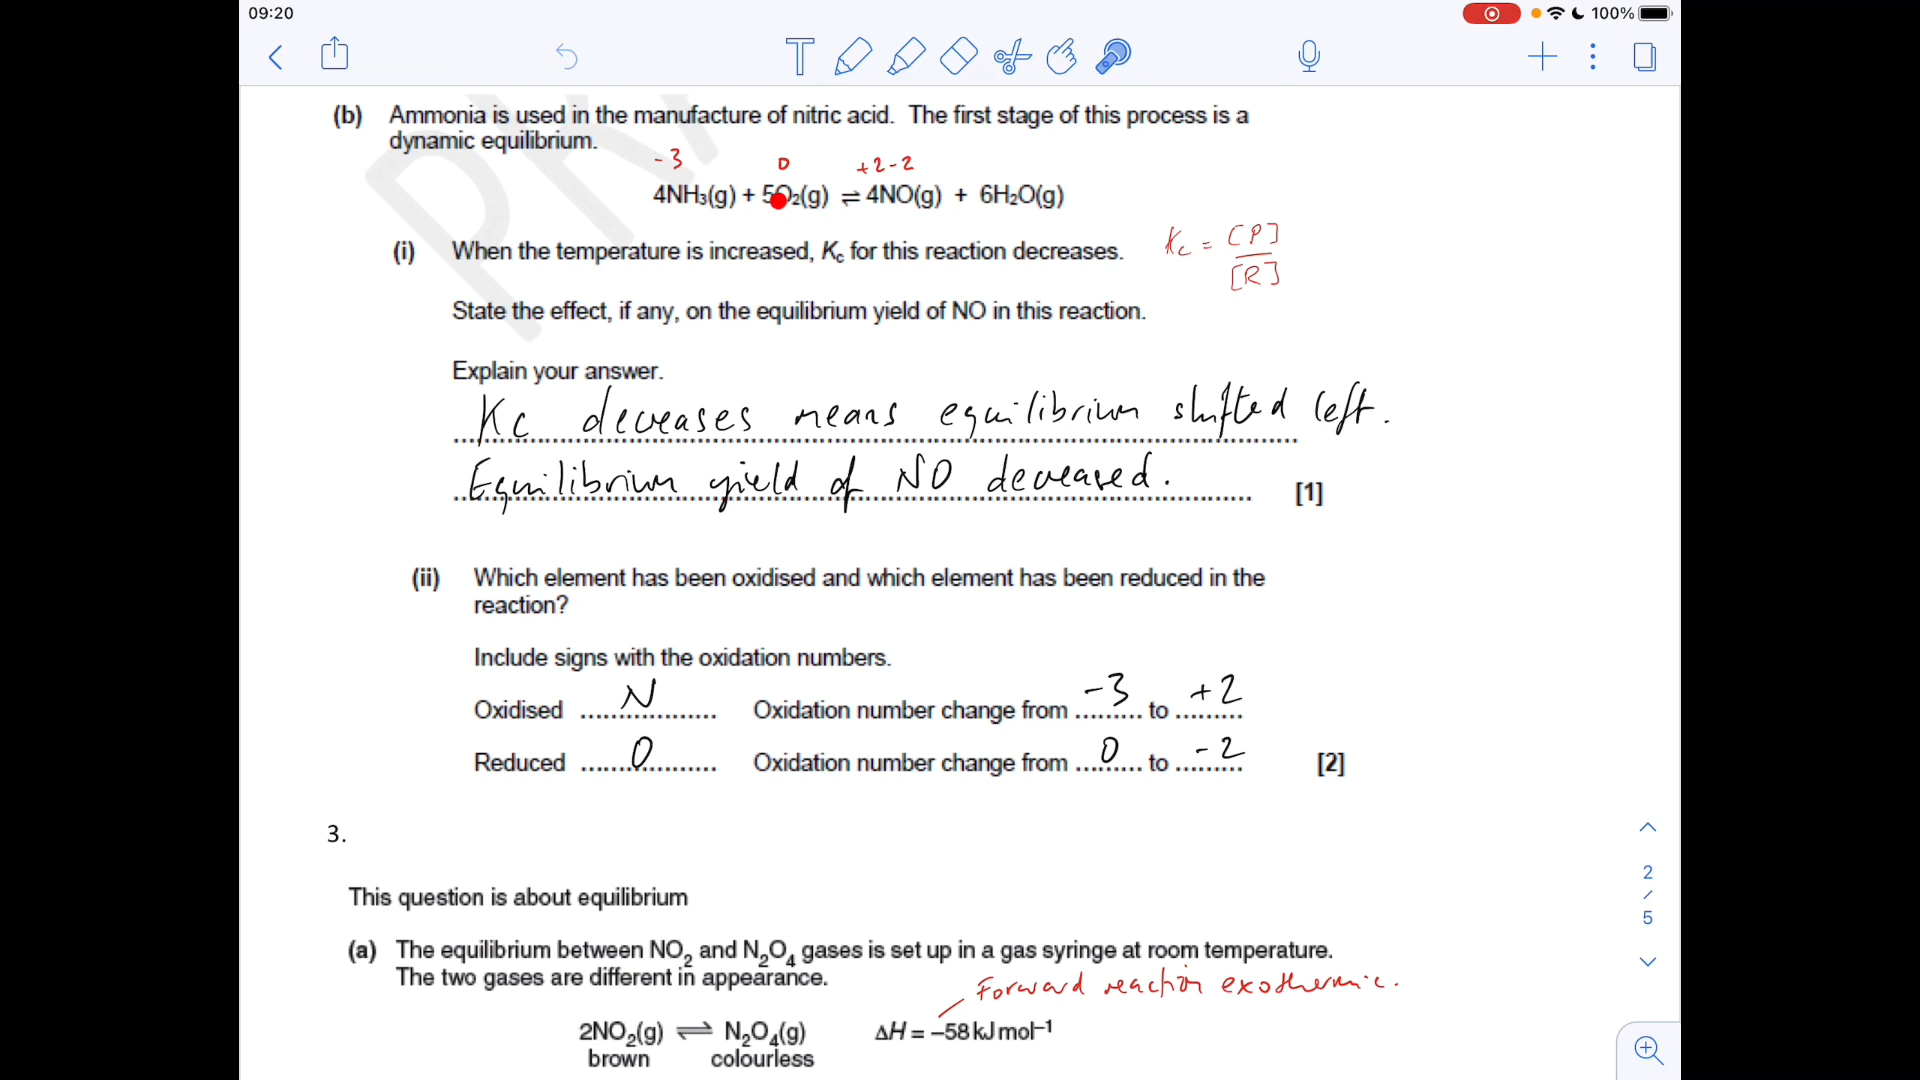 09:20
100%
T
(b) Ammonia is used in the manufacture of nitric acid. The first stage of this process is a
dynamic equilibrium.
-3 0 +2 -2
4NH₃(g) + 5O₂(g) ⇌ 4NO(g) + 6H₂O(g)
(i) When the temperature is increased, Kc for this reaction decreases.
Kc = [P]
[R]
State the effect, if any, on the equilibrium yield of NO in this reaction.
Explain your answer.
Kc decreases means equilibrium shifted left.
Equilibrium yield of NO decreased.
[1]
(ii) Which element has been oxidised and which element has been reduced in the
reaction?
Include signs with the oxidation numbers.
Oxidised N Oxidation number change from -3 to +2
Reduced O Oxidation number change from 0 to -2 [2]
3.
This question is about equilibrium
(a) The equilibrium between NO₂ and N₂O₄ gases is set up in a gas syringe at room temperature.
The two gases are different in appearance.
Forward reaction exothermic.
2NO₂(g) ⇌ N₂O₄(g) ΔH = –58 kJ mol⁻¹
brown colourless
2
/
5